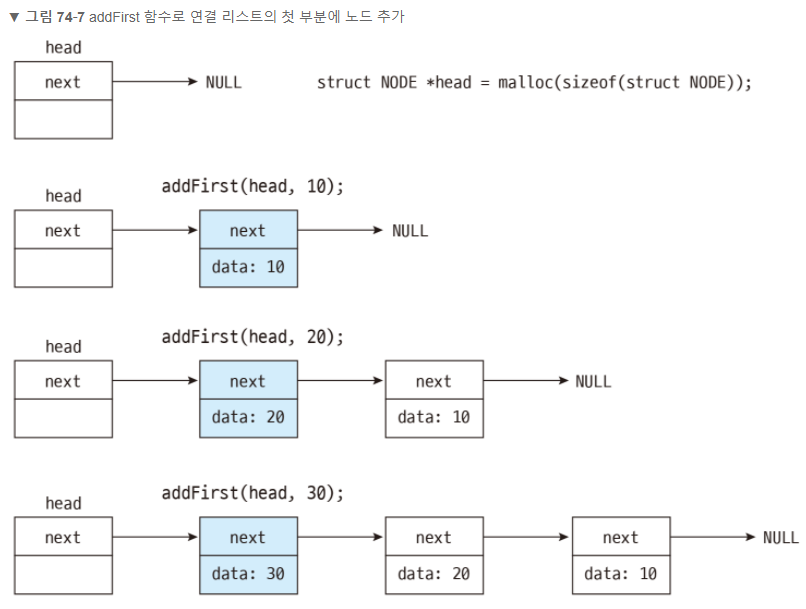 ▼ 그림 74-7 addFirst 함수로 연결 리스트의 첫 부분에 노드 추가
head
next
NULL
struct NODE *head = malloc(sizeof(struct NODE));
addFirst(head, 10);
head
next
next
NULL
data: 10
addFirst(head, 20);
head
next
next
next
NULL
data: 20
data: 10
addFirst(head, 30);
head
next
next
next
next
NULL
data: 30
data: 20
data: 10